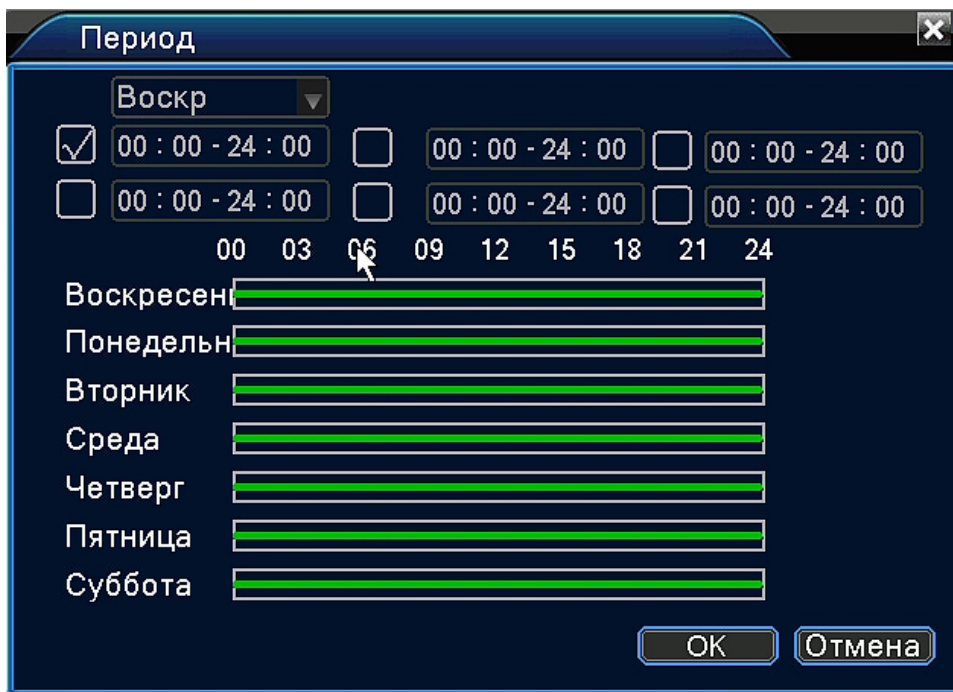 Период
Воскр
00 : 00 - 24 : 00 00 : 00 - 24 : 00 00 : 00 - 24 : 00
00 : 00 - 24 : 00 00 : 00 - 24 : 00 00 : 00 - 24 : 00
00 03 06 09 12 15 18 21 24
Воскресен
Понедельн
Вторник
Среда
Четверг
Пятница
Суббота
OK Отмена